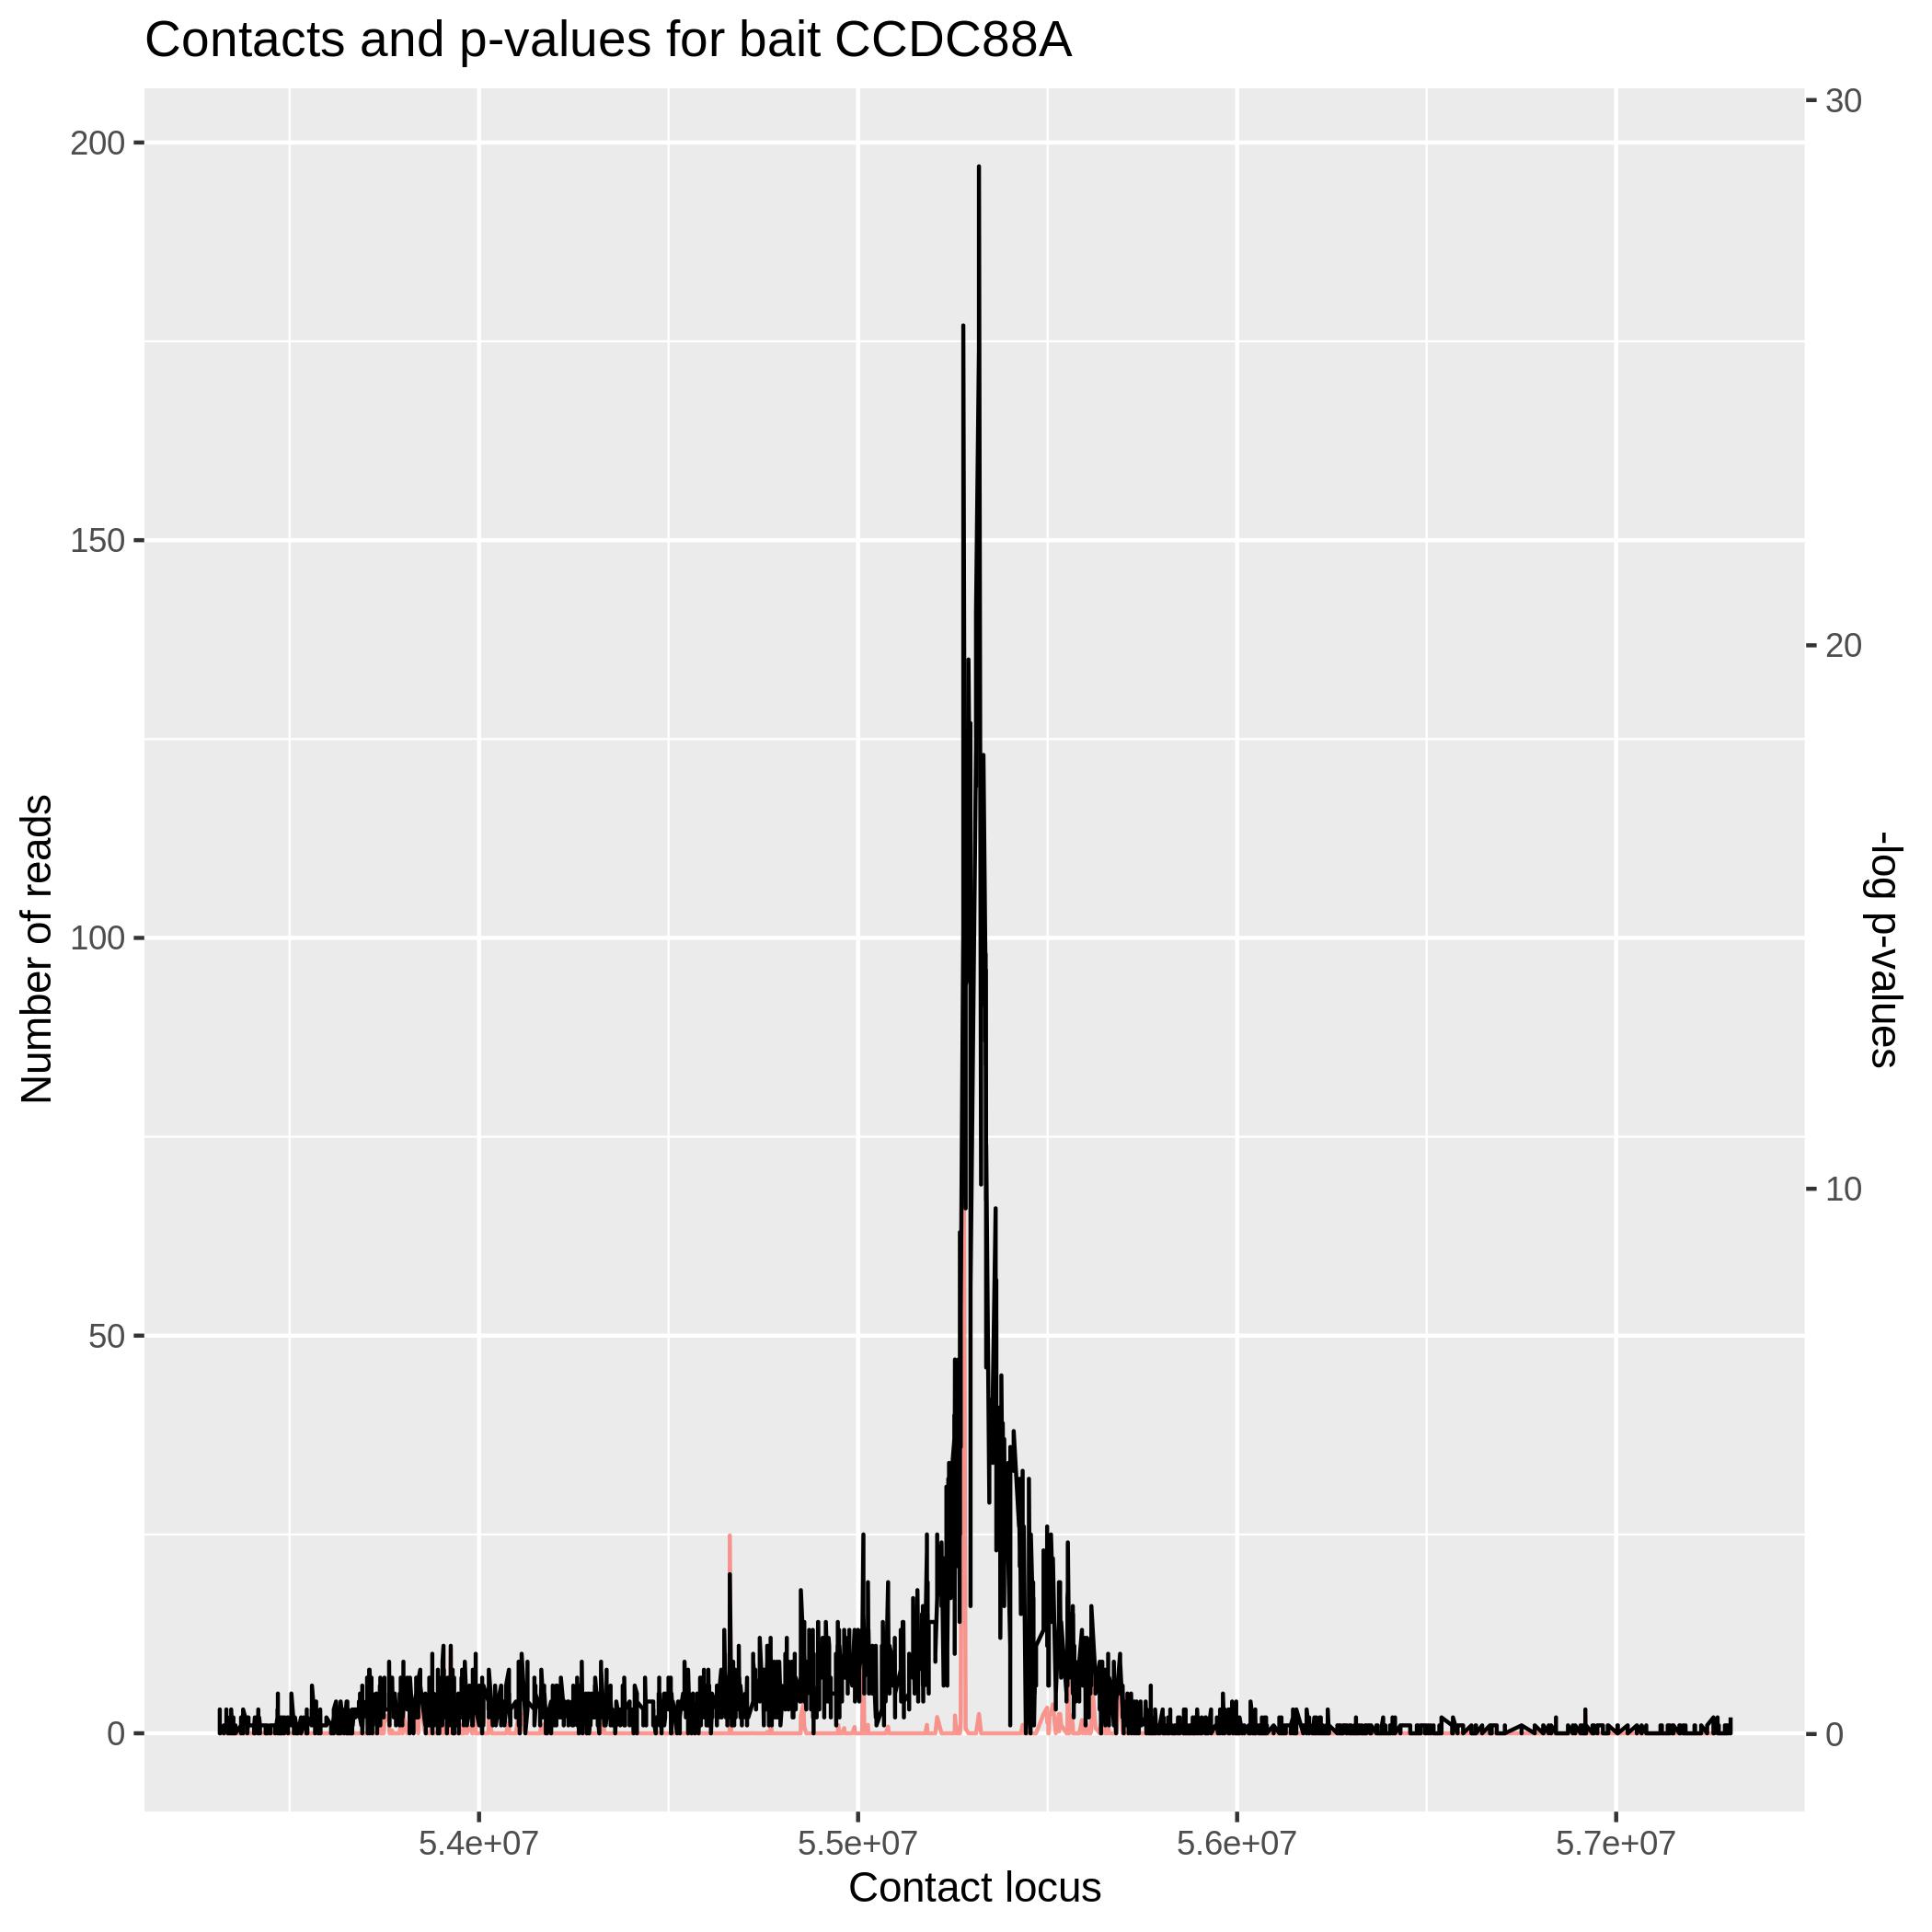 Contacts and p-values for bait CCDC88A
200
150
100
50
0
Number of reads
30
20
10
0
-log p-values
5.4e+07
5.5e+07
5.6e+07
5.7e+07
Contact locus